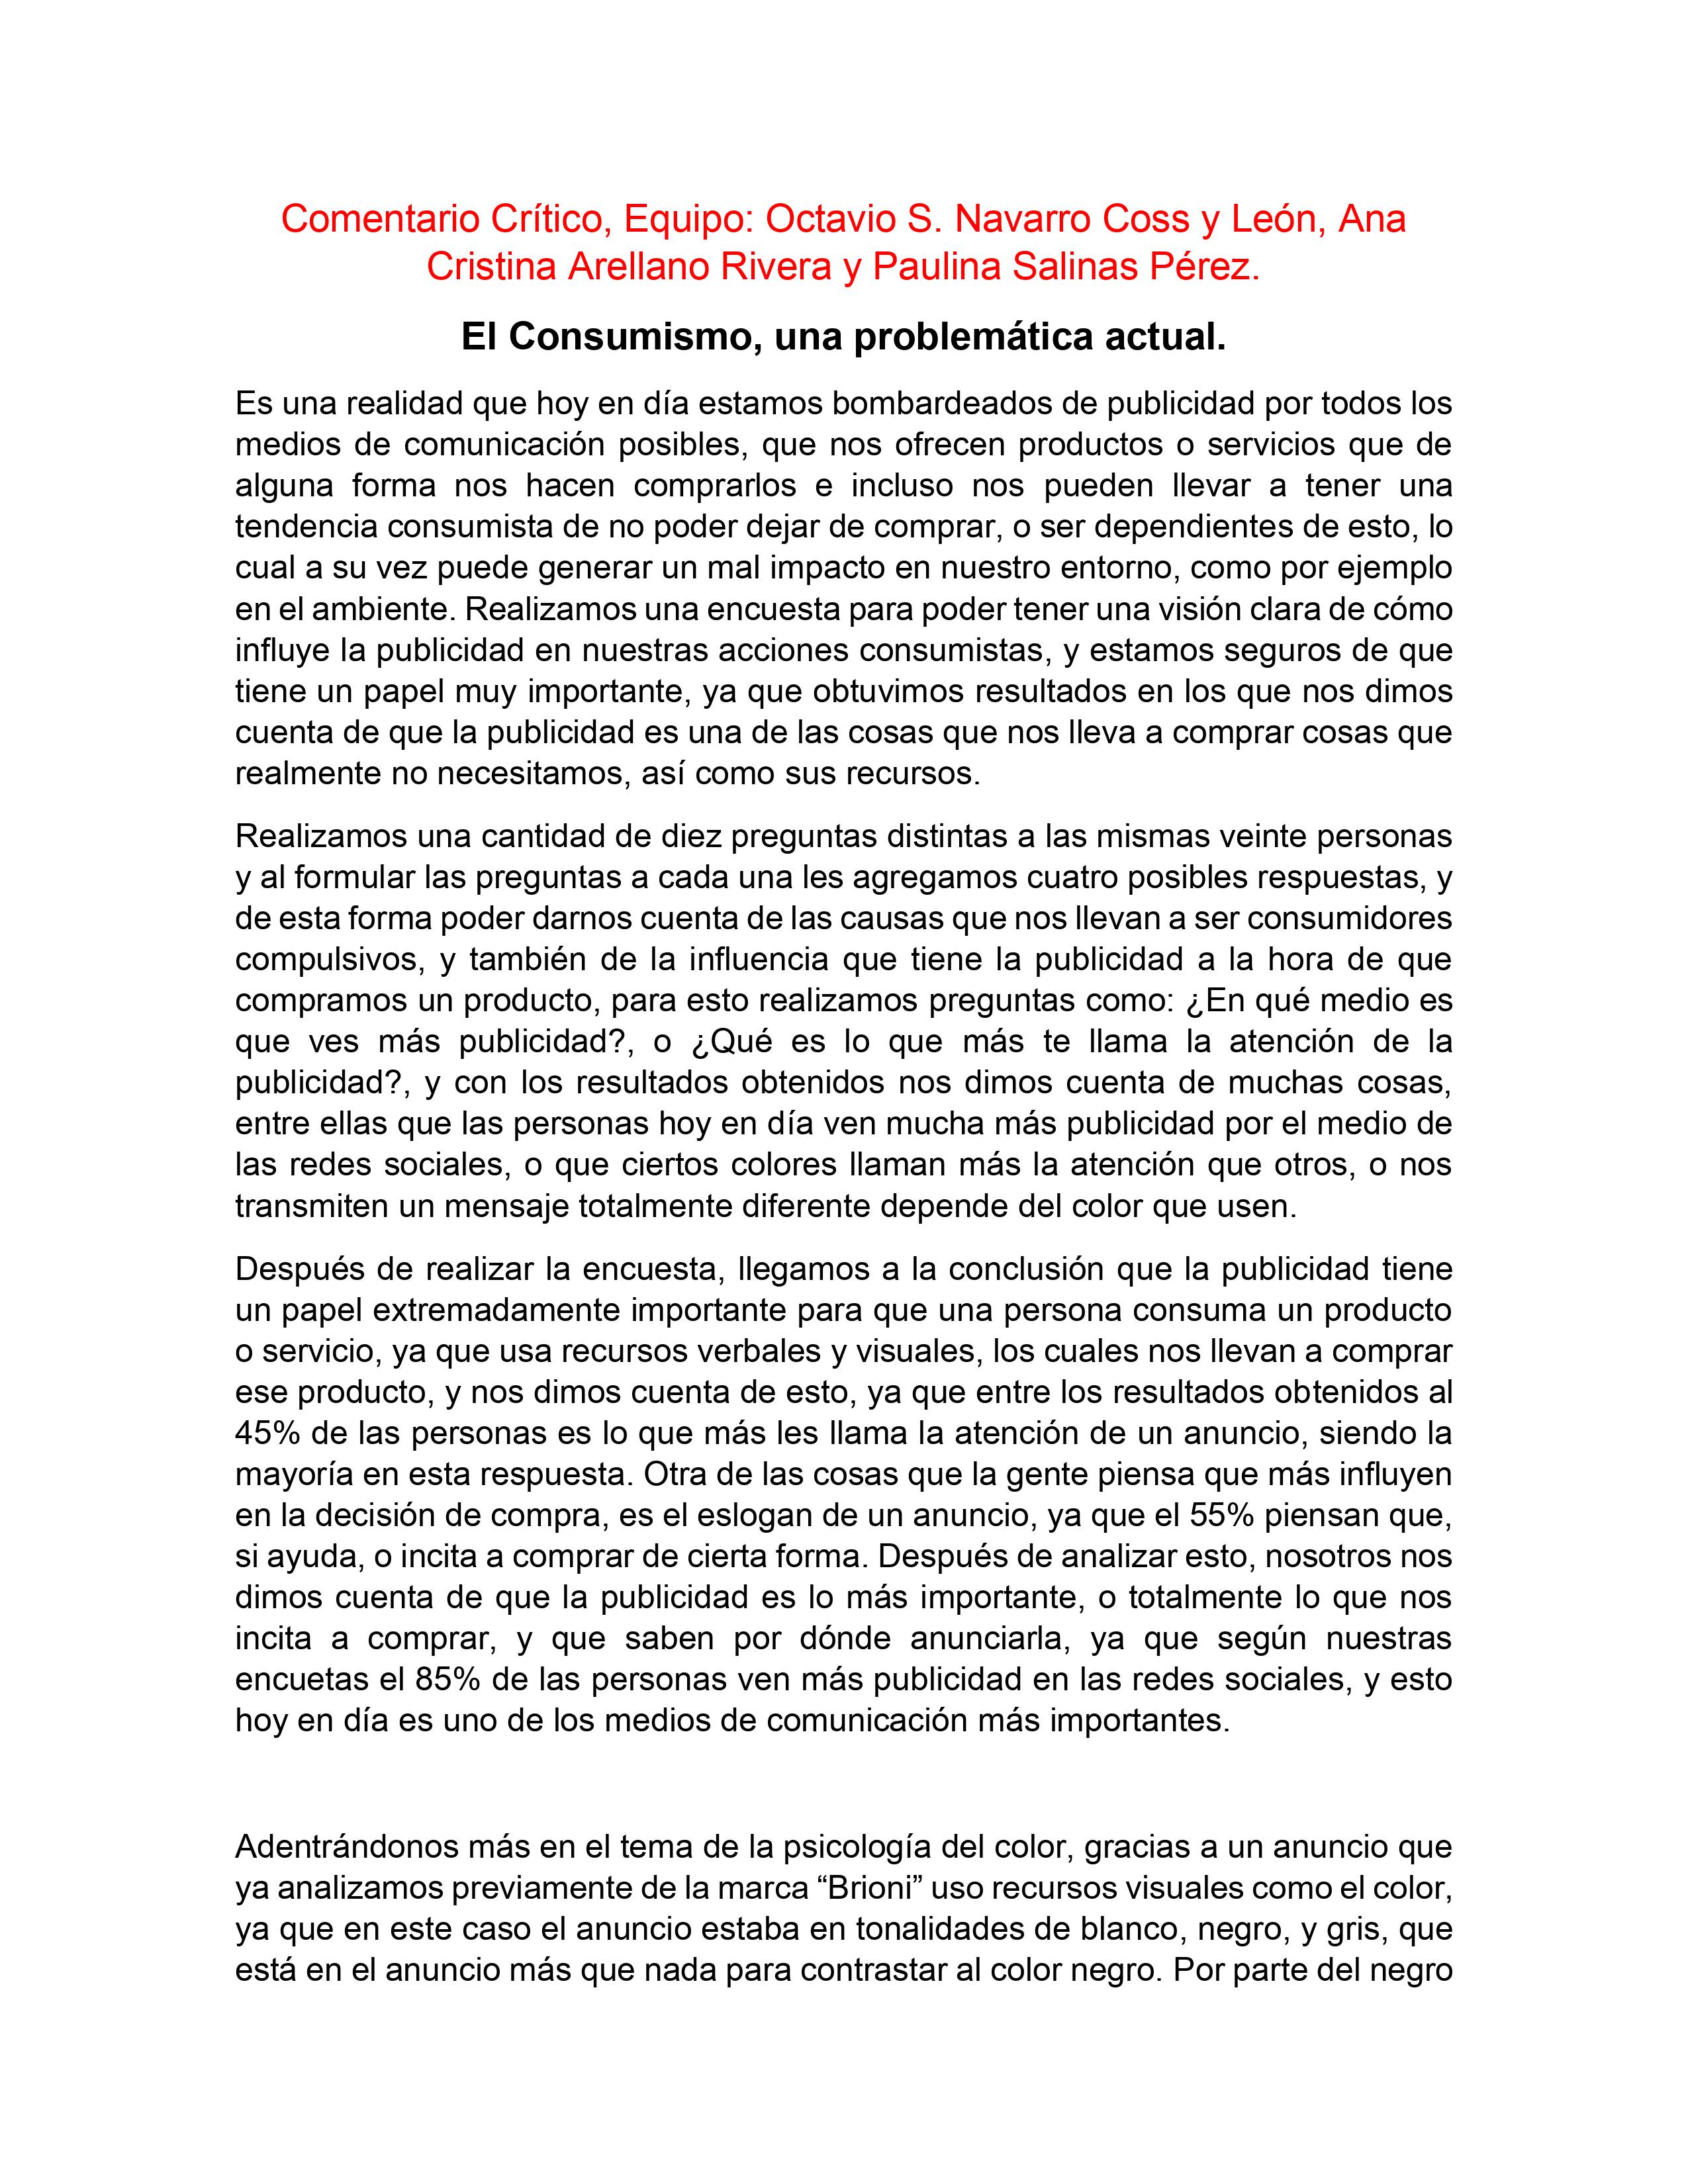 Comentario Crítico, Equipo: Octavio S. Navarro Coss y León, Ana
Cristina Arellano Rivera y Paulina Salinas Pérez.
El Consumismo, una problemática actual.
Es una realidad que hoy en día estamos bombardeados de publicidad por todos los
medios de comunicación posibles, que nos ofrecen productos o servicios que de
alguna forma nos hacen comprarlos e incluso nos pueden llevar a tener una
tendencia consumista de no poder dejar de comprar, o ser dependientes de esto, lo
cual a su vez puede generar un mal impacto en nuestro entorno, como por ejemplo
en el ambiente. Realizamos una encuesta para poder tener una visión clara de cómo
influye la publicidad en nuestras acciones consumistas, y estamos seguros de que
tiene un papel muy importante, ya que obtuvimos resultados en los que nos dimos
cuenta de que la publicidad es una de las cosas que nos lleva a comprar cosas que
realmente no necesitamos, así como sus recursos.
Realizamos una cantidad de diez preguntas distintas a las mismas veinte personas
y al formular las preguntas a cada una les agregamos cuatro posibles respuestas, y
de esta forma poder darnos cuenta de las causas que nos llevan a ser consumidores
compulsivos, y también de la influencia que tiene la publicidad a la hora de que
compramos un producto, para esto realizamos preguntas como: ¿En qué medio es
que ves más publicidad?, o ¿Qué es lo que más te llama la atención de la
publicidad?, y con los resultados obtenidos nos dimos cuenta de muchas cosas,
entre ellas que las personas hoy en día ven mucha más publicidad por el medio de
las redes sociales, o que ciertos colores llaman más la atención que otros, o nos
transmiten un mensaje totalmente diferente depende del color que usen.
Después de realizar la encuesta, llegamos a la conclusión que la publicidad tiene
un papel extremadamente importante para que una persona consuma un producto
o servicio, ya que usa recursos verbales y visuales, los cuales nos llevan a comprar
ese producto, y nos dimos cuenta de esto, ya que entre los resultados obtenidos al
45% de las personas es lo que más les llama la atención de un anuncio, siendo la
mayoría en esta respuesta. Otra de las cosas que la gente piensa que más influyen
en la decisión de compra, es el eslogan de un anuncio, ya que el 55% piensan que,
si ayuda, o incita a comprar de cierta forma. Después de analizar esto, nosotros nos
dimos cuenta de que la publicidad es lo más importante, o totalmente lo que nos
incita a comprar, y que saben por dónde anunciarla, ya que según nuestras
encuetas el 85% de las personas ven más publicidad en las redes sociales, y esto
hoy en día es uno de los medios de comunicación más importantes.
Adentrándonos más en el tema de la psicología del color, gracias a un anuncio que
ya analizamos previamente de la marca “Brioni” uso recursos visuales como el color,
ya que en este caso el anuncio estaba en tonalidades de blanco, negro, y gris, que
está en el anuncio más que nada para contrastar al color negro. Por parte del negro